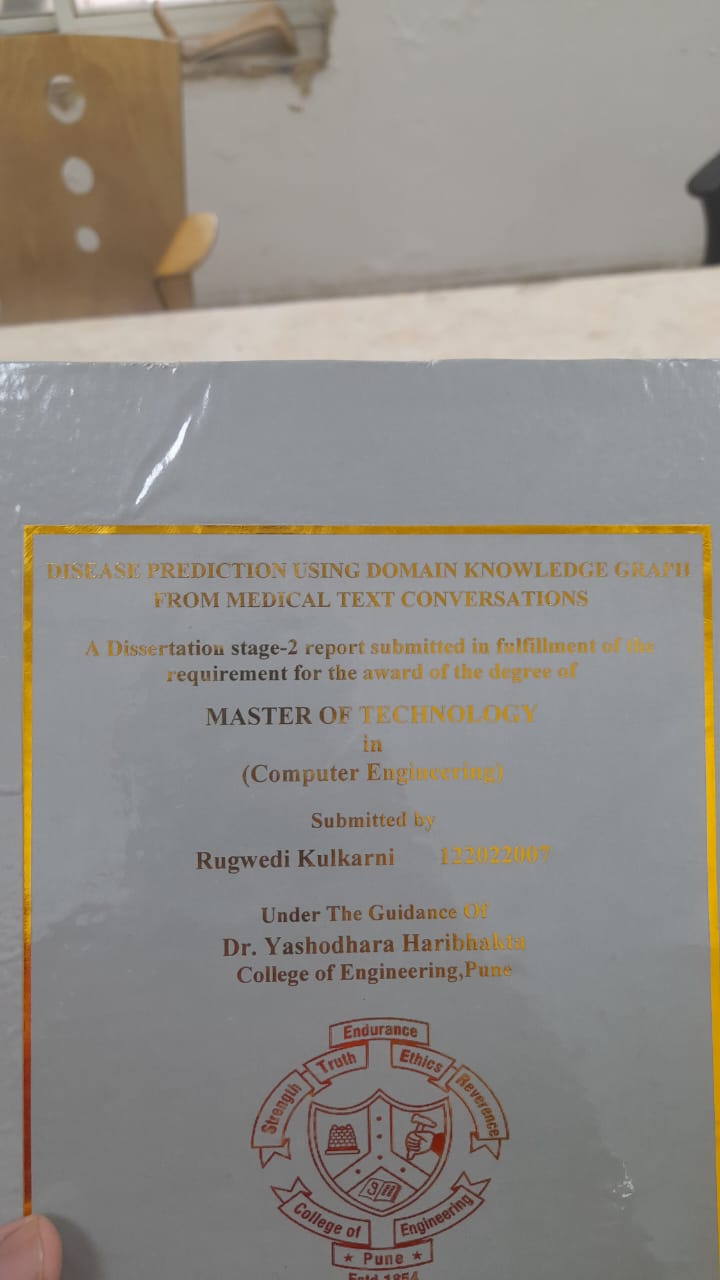 DISEASE PREDICTION USING DOMAIN KNOWLEDGE GRAPH
FROM MEDICAL TEXT CONVERSATIONS
A Dissertation stage-2 report submitted in fulfillment of the
requirement for the award of the degree of
MASTER OF TECHNOLOGY
in
(Computer Engineering)
Submitted by
Rugwedi Kulkarni 122022007
Under The Guidance Of
Dr. Yashodhara Haribhakta
College of Engineering,Pune
Endurance
Truth Ethics
Strength Reverence
College of Engineering
★ Pune ★
Estd 1854